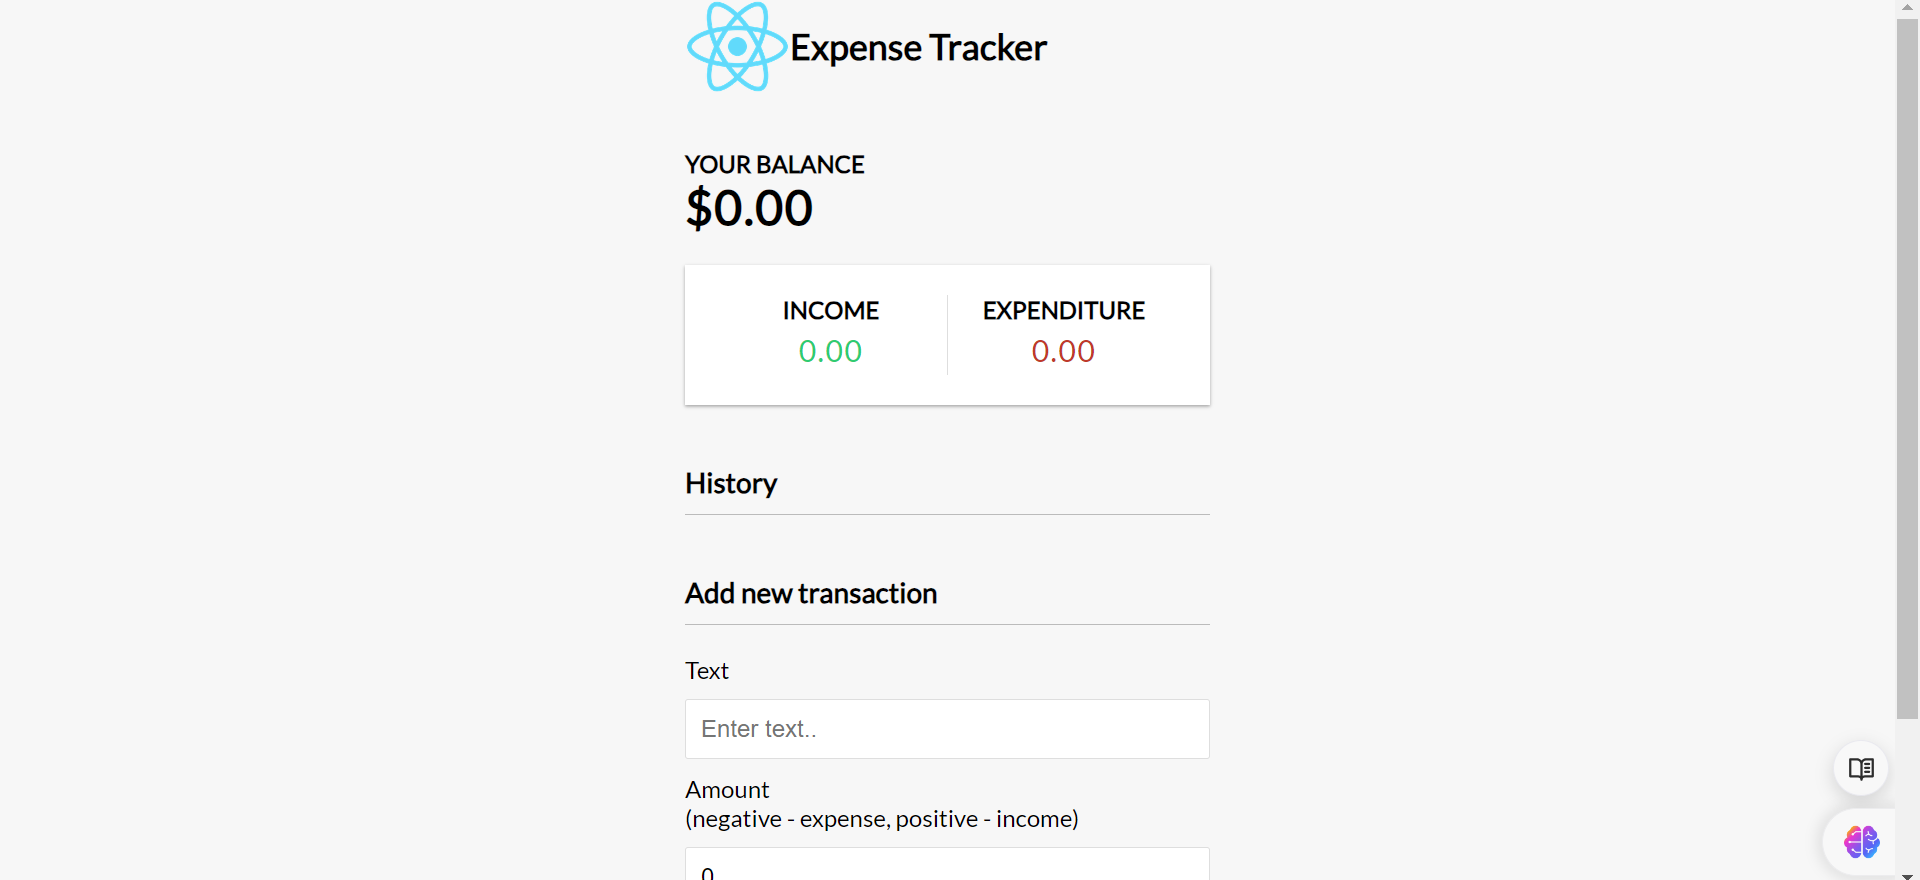 Expense Tracker
YOUR BALANCE
$0.00
INCOME
EXPENDITURE
0.00
0.00
History
Add new transaction
Text
Enter text..
Amount
(negative - expense, positive - income)
0